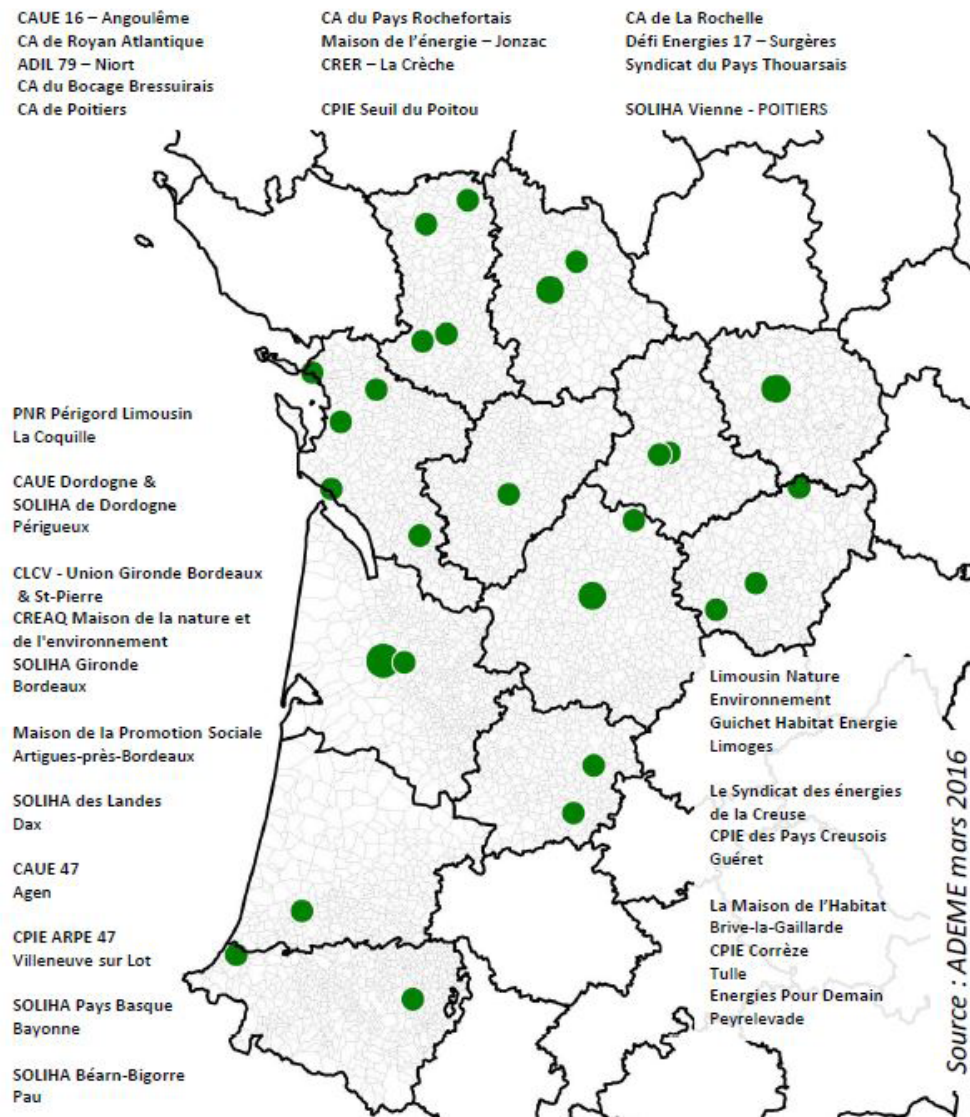 CAUE 16 – Angoulême
CA de Royan Atlantique
ADIL 79 – Niort
CA du Bocage Bressuirais
CA de Poitiers
CA du Pays Rochefortais
Maison de l'énergie – Jonzac
CRER – La Crèche
CPIE Seuil du Poitou
CA de La Rochelle
Défi Energies 17 – Surgères
Syndicat du Pays Thouarsais
SOLIHA Vienne - POITIERS
PNR Périgord Limousin
La Coquille
CAUE Dordogne &
SOLIHA de Dordogne
Périgueux
CLCV - Union Gironde Bordeaux
& St-Pierre
CREAQ Maison de la nature et
de l'environnement
SOLIHA Gironde
Bordeaux
Maison de la Promotion Sociale
Artigues-près-Bordeaux
SOLIHA des Landes
Dax
CAUE 47
Agen
CPIE ARPE 47
Villeneuve sur Lot
SOLIHA Pays Basque
Bayonne
SOLIHA Béarn-Bigorre
Pau
Limousin Nature
Environnement
Guichet Habitat Energie
Limoges
Le Syndicat des énergies
de la Creuse
CPIE des Pays Creusois
Guéret
La Maison de l'Habitat
Brive-la-Gaillarde
CPIE Corrèze
Tulle
Energies Pour Demain
Peyrelevade
Source : ADEME mars 2016